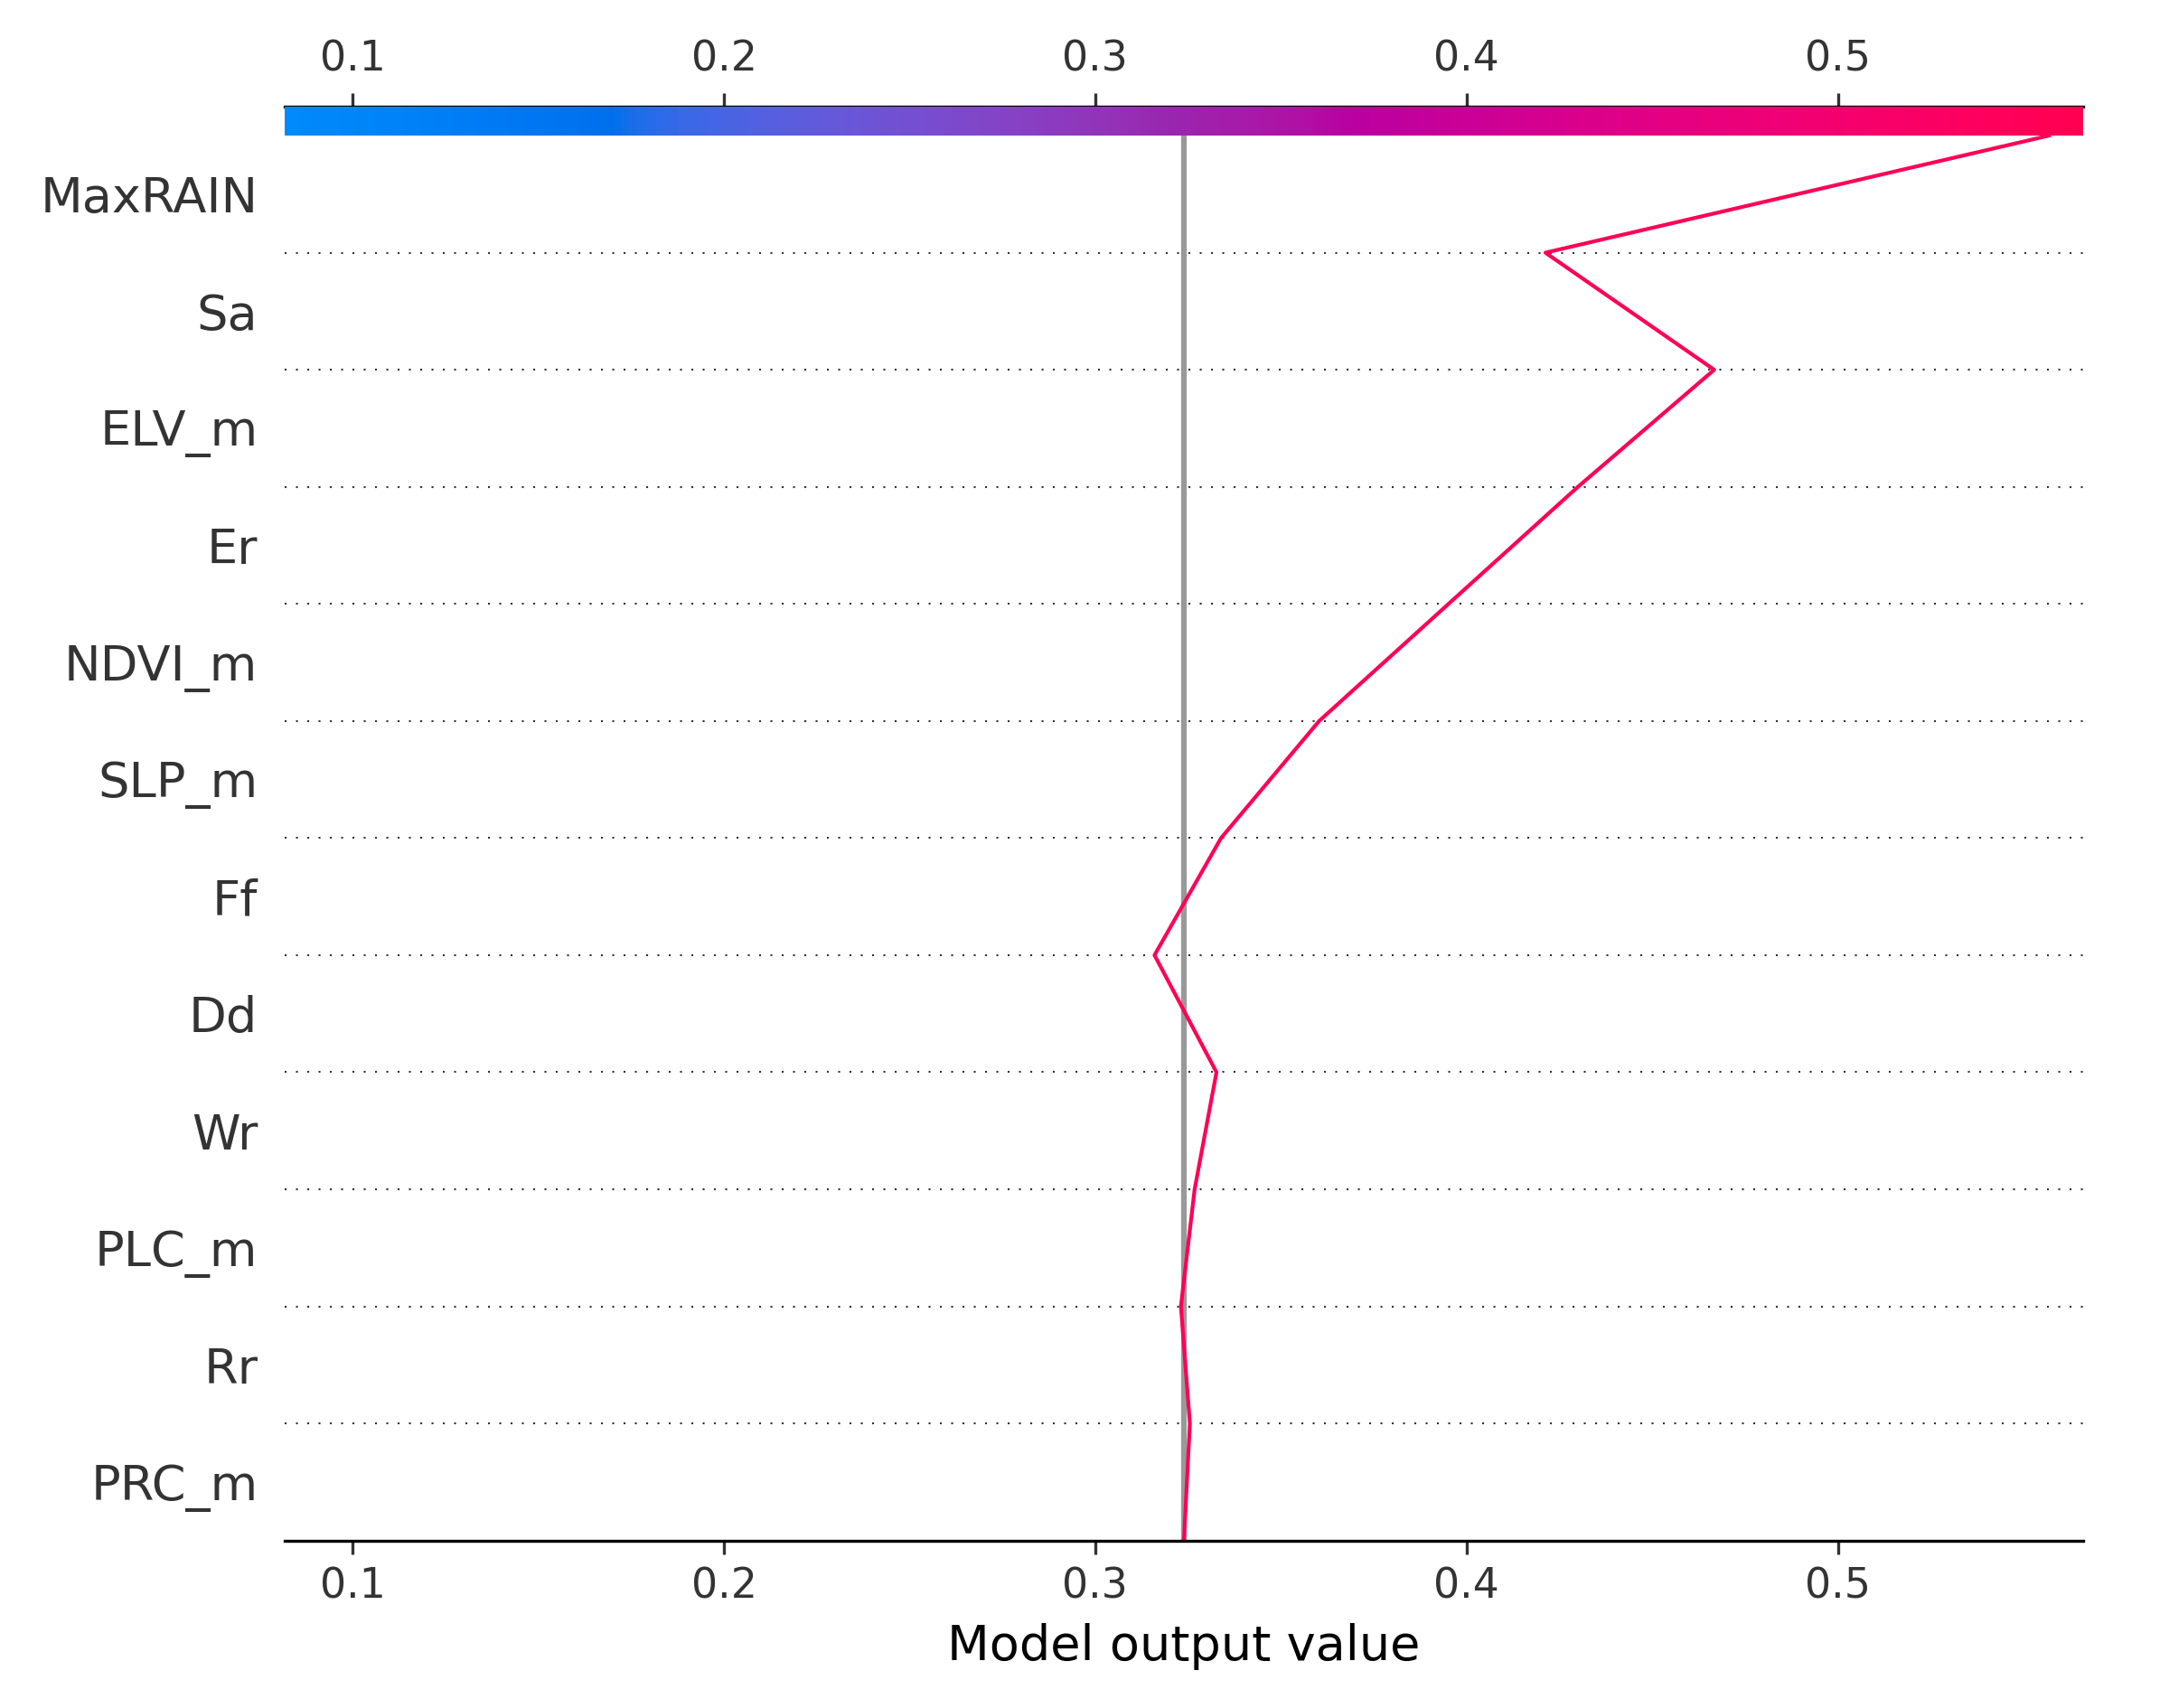 0.1 0.2 0.3 0.4 0.5
MaxRAIN
Sa
ELV_m
Er
NDVI_m
SLP_m
Ff
Dd
Wr
PLC_m
Rr
PRC_m
0.1 0.2 0.3 0.4 0.5
Model output value